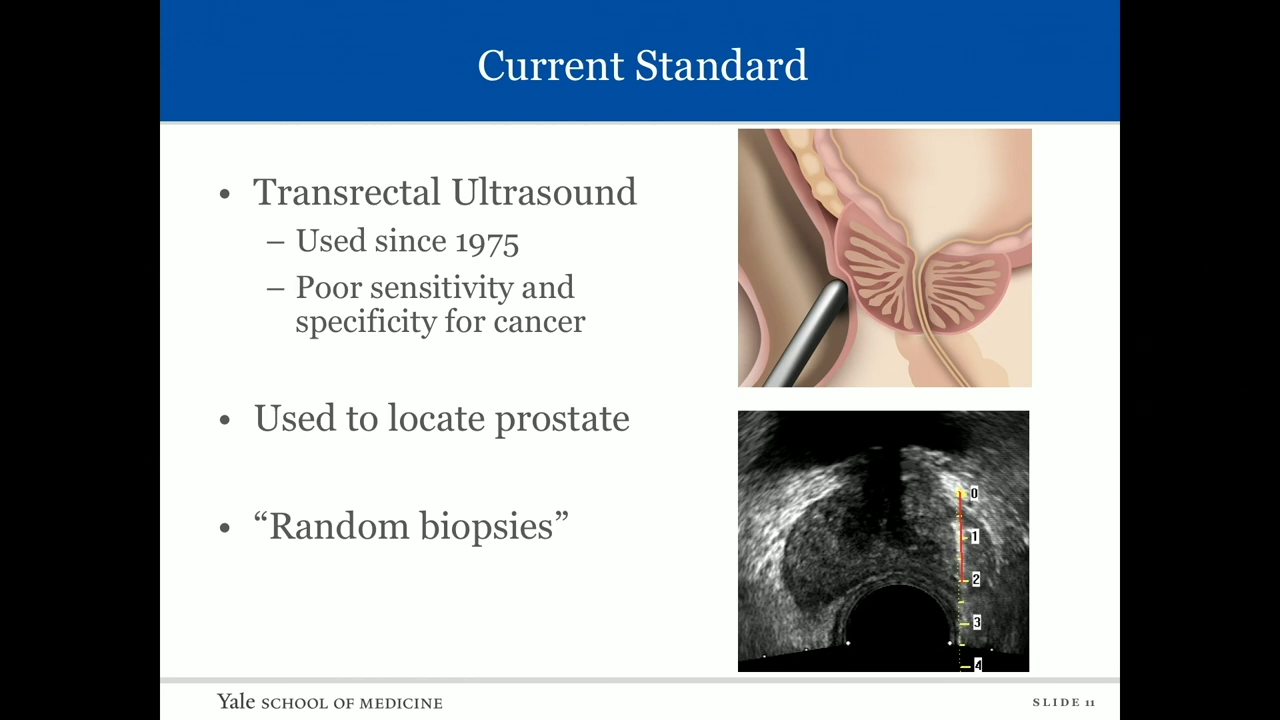 Current Standard
• Transrectal Ultrasound
– Used since 1975
– Poor sensitivity and
specificity for cancer
• Used to locate prostate
• “Random biopsies”
0
1
2
3
4
Yale SCHOOL OF MEDICINE
SLIDE 11